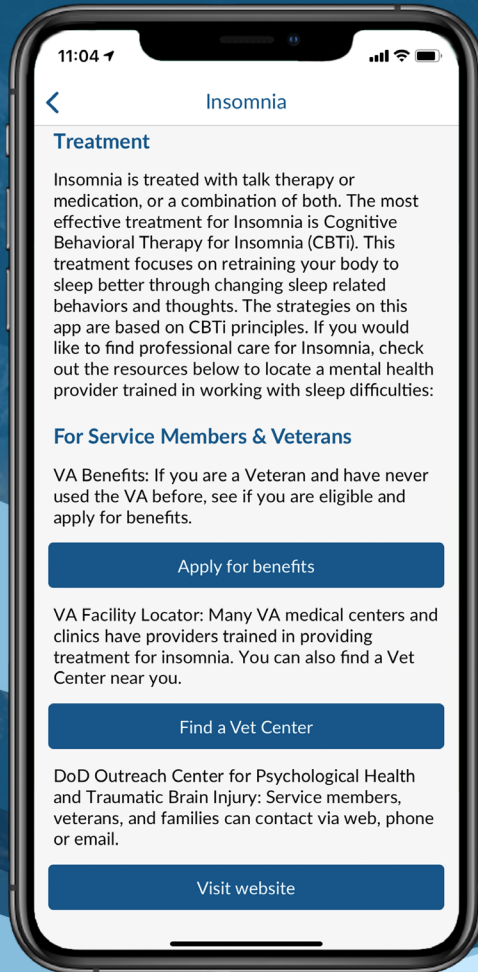 11:04
Insomnia
Treatment
Insomnia is treated with talk therapy or
medication, or a combination of both. The most
effective treatment for Insomnia is Cognitive
Behavioral Therapy for Insomnia (CBTi). This
treatment focuses on retraining your body to
sleep better through changing sleep related
behaviors and thoughts. The strategies on this
app are based on CBTi principles. If you would
like to find professional care for Insomnia, check
out the resources below to locate a mental health
provider trained in working with sleep difficulties:
For Service Members & Veterans
VA Benefits: If you are a Veteran and have never
used the VA before, see if you are eligible and
apply for benefits.
Apply for benefits
VA Facility Locator: Many VA medical centers and
clinics have providers trained in providing
treatment for insomnia. You can also find a Vet
Center near you.
Find a Vet Center
DoD Outreach Center for Psychological Health
and Traumatic Brain Injury: Service members,
veterans, and families can contact via web, phone
or email.
Visit website